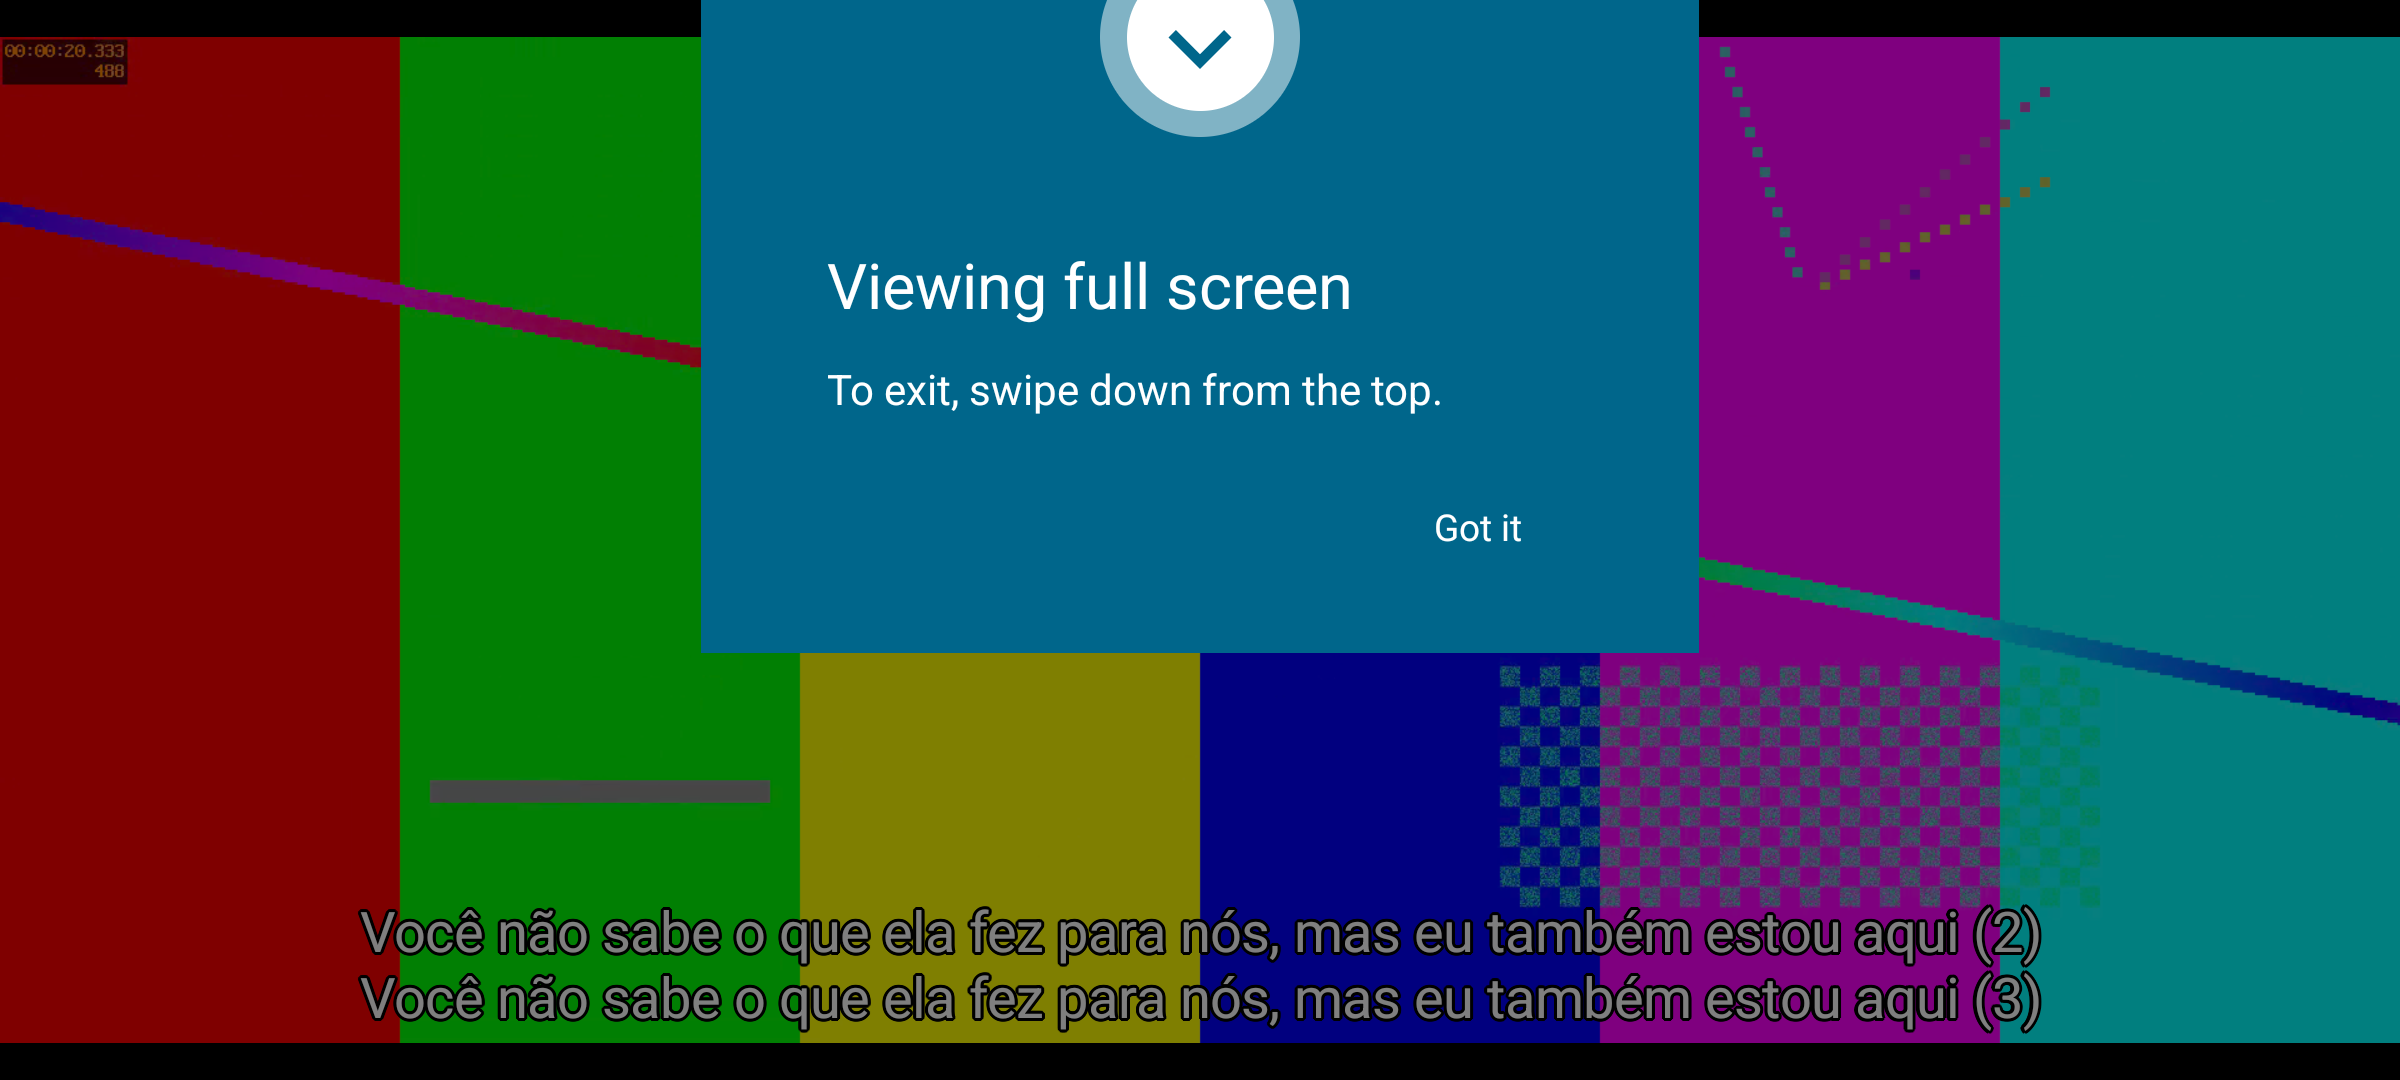 00:00:20.333
488
Viewing full screen
To exit, swipe down from the top.
Got it
Você não sabe o que ela fez para nós, mas eu também estou aqui (2)
Você não sabe o que ela fez para nós, mas eu também estou aqui (3)